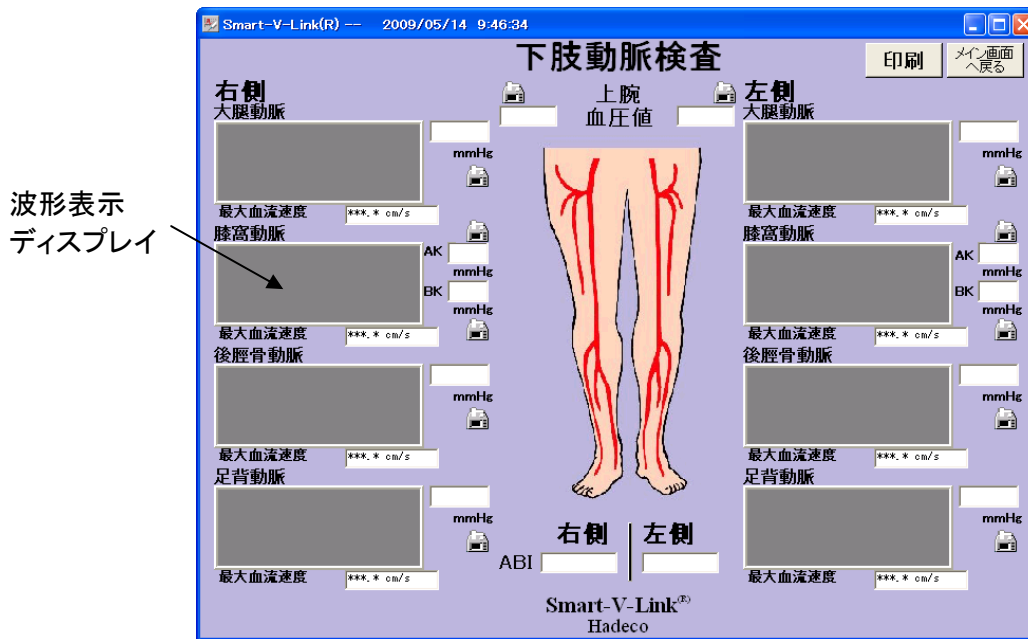 Smart-V-Link(R) -- 2009/05/14 9:46:34
下肢動脈検査
印刷
メイン画面
へ戻る
右側
上腕
血圧値
左側
大腿動脈
mmHg
最大血流速度 ***.* cm/s
大腿動脈
mmHg
最大血流速度 ***.* cm/s
波形表示
ディスプレイ
膝窩動脈
AK
mmHg
BK
mmHg
最大血流速度 ***.* cm/s
膝窩動脈
AK
mmHg
BK
mmHg
最大血流速度 ***.* cm/s
後脛骨動脈
mmHg
最大血流速度 ***.* cm/s
後脛骨動脈
mmHg
最大血流速度 ***.* cm/s
足背動脈
mmHg
最大血流速度 ***.* cm/s
足背動脈
mmHg
最大血流速度 ***.* cm/s
右側 左側
ABI
Smart-V-Link(R)
Hadeco